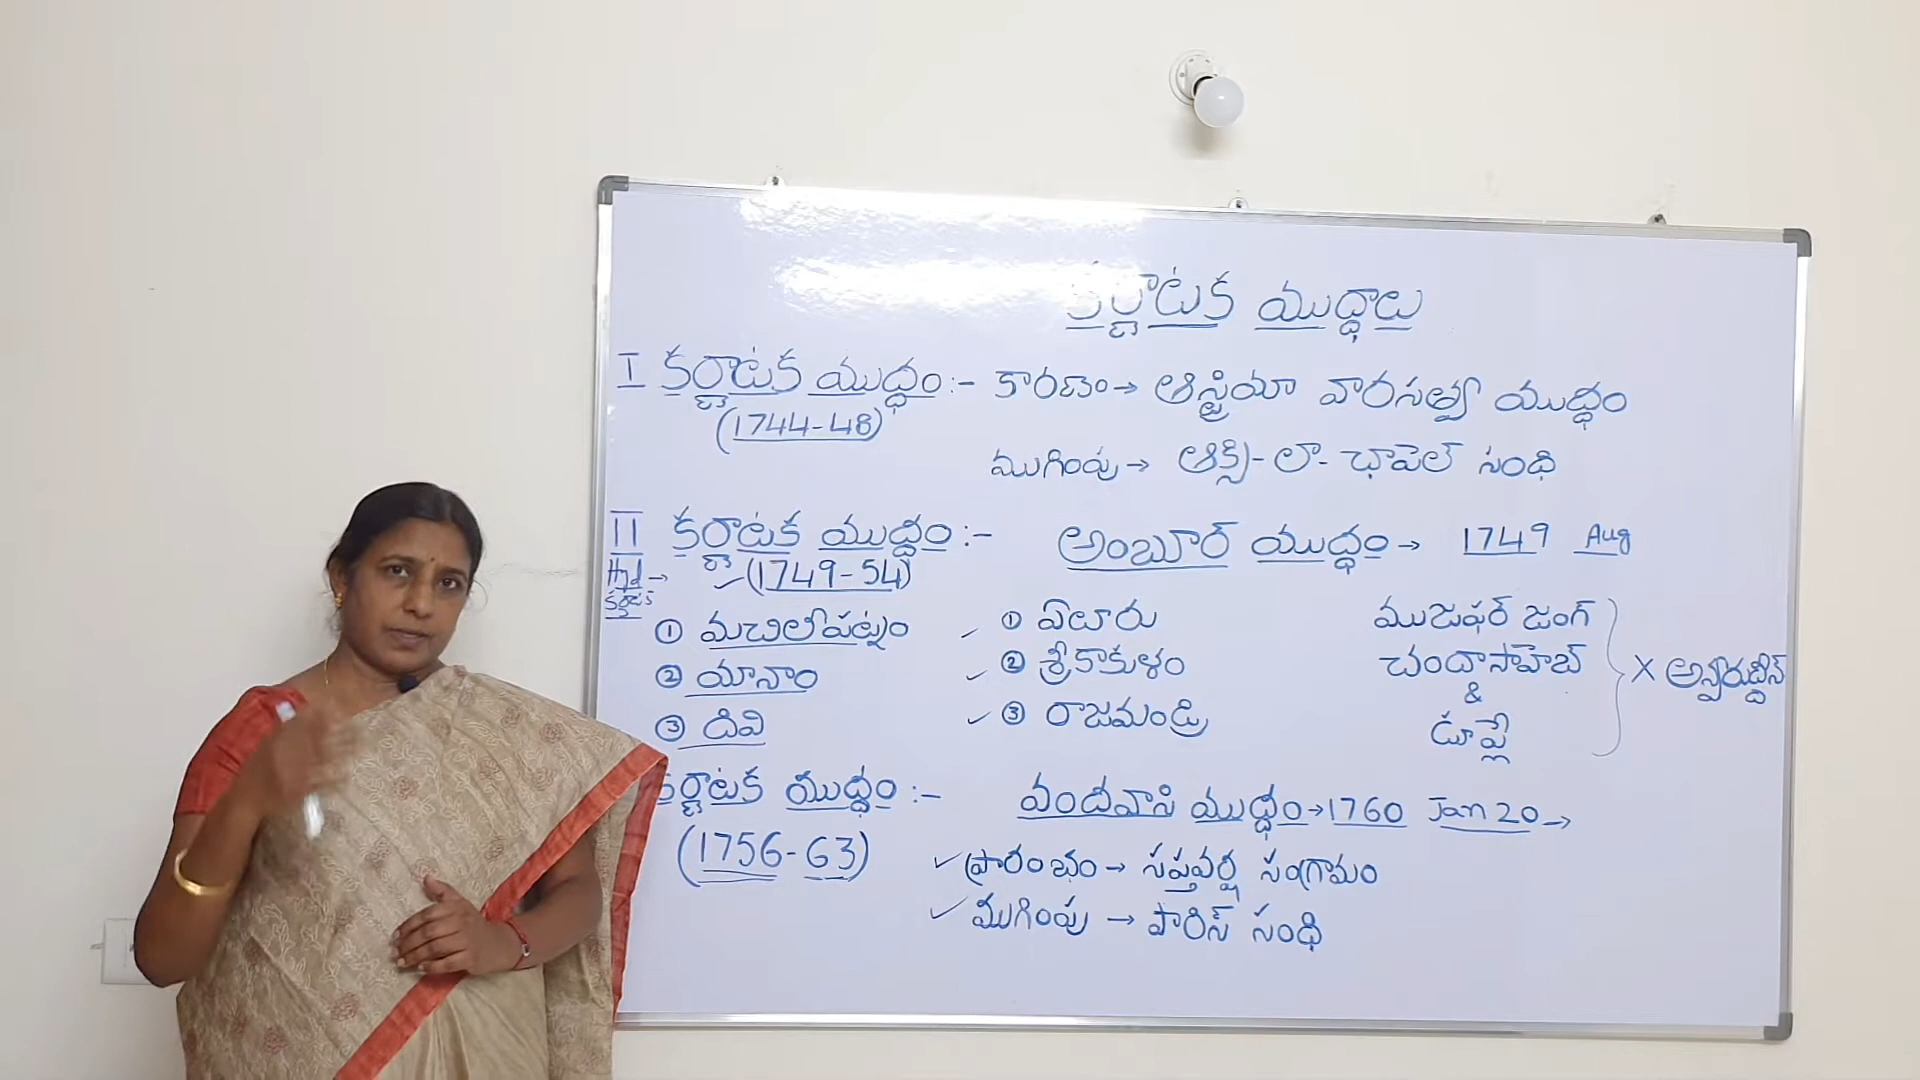 కర్ణాటక యుద్ధాలు
I కర్ణాటక యుద్ధం :- కారణం → ఆస్ట్రియా వారసత్వ యుద్ధం
(1744-48)
ముగింపు → ఆక్సి-లా-ఛాపెల్ సంధి
II కర్ణాటక యుద్ధం :- అంబూర్ యుద్ధం → 1749 Aug
Hyd → (1749-54)
① మచిలీపట్నం ① ఏలూరు ముజఫర్ జంగ్
② యానాం ② శ్రీకాకుళం చందాసాహెబ్ X అన్వరుద్దీన్
&
③ దివి ③ రాజమండ్రి డూప్లే
కర్ణాటక యుద్ధం :- వందీవాసి యుద్ధం → 1760 Jan 20 →
(1756-63) ప్రారంభం → సప్తవర్ష సంగ్రామం
ముగింపు → పారిస్ సంధి